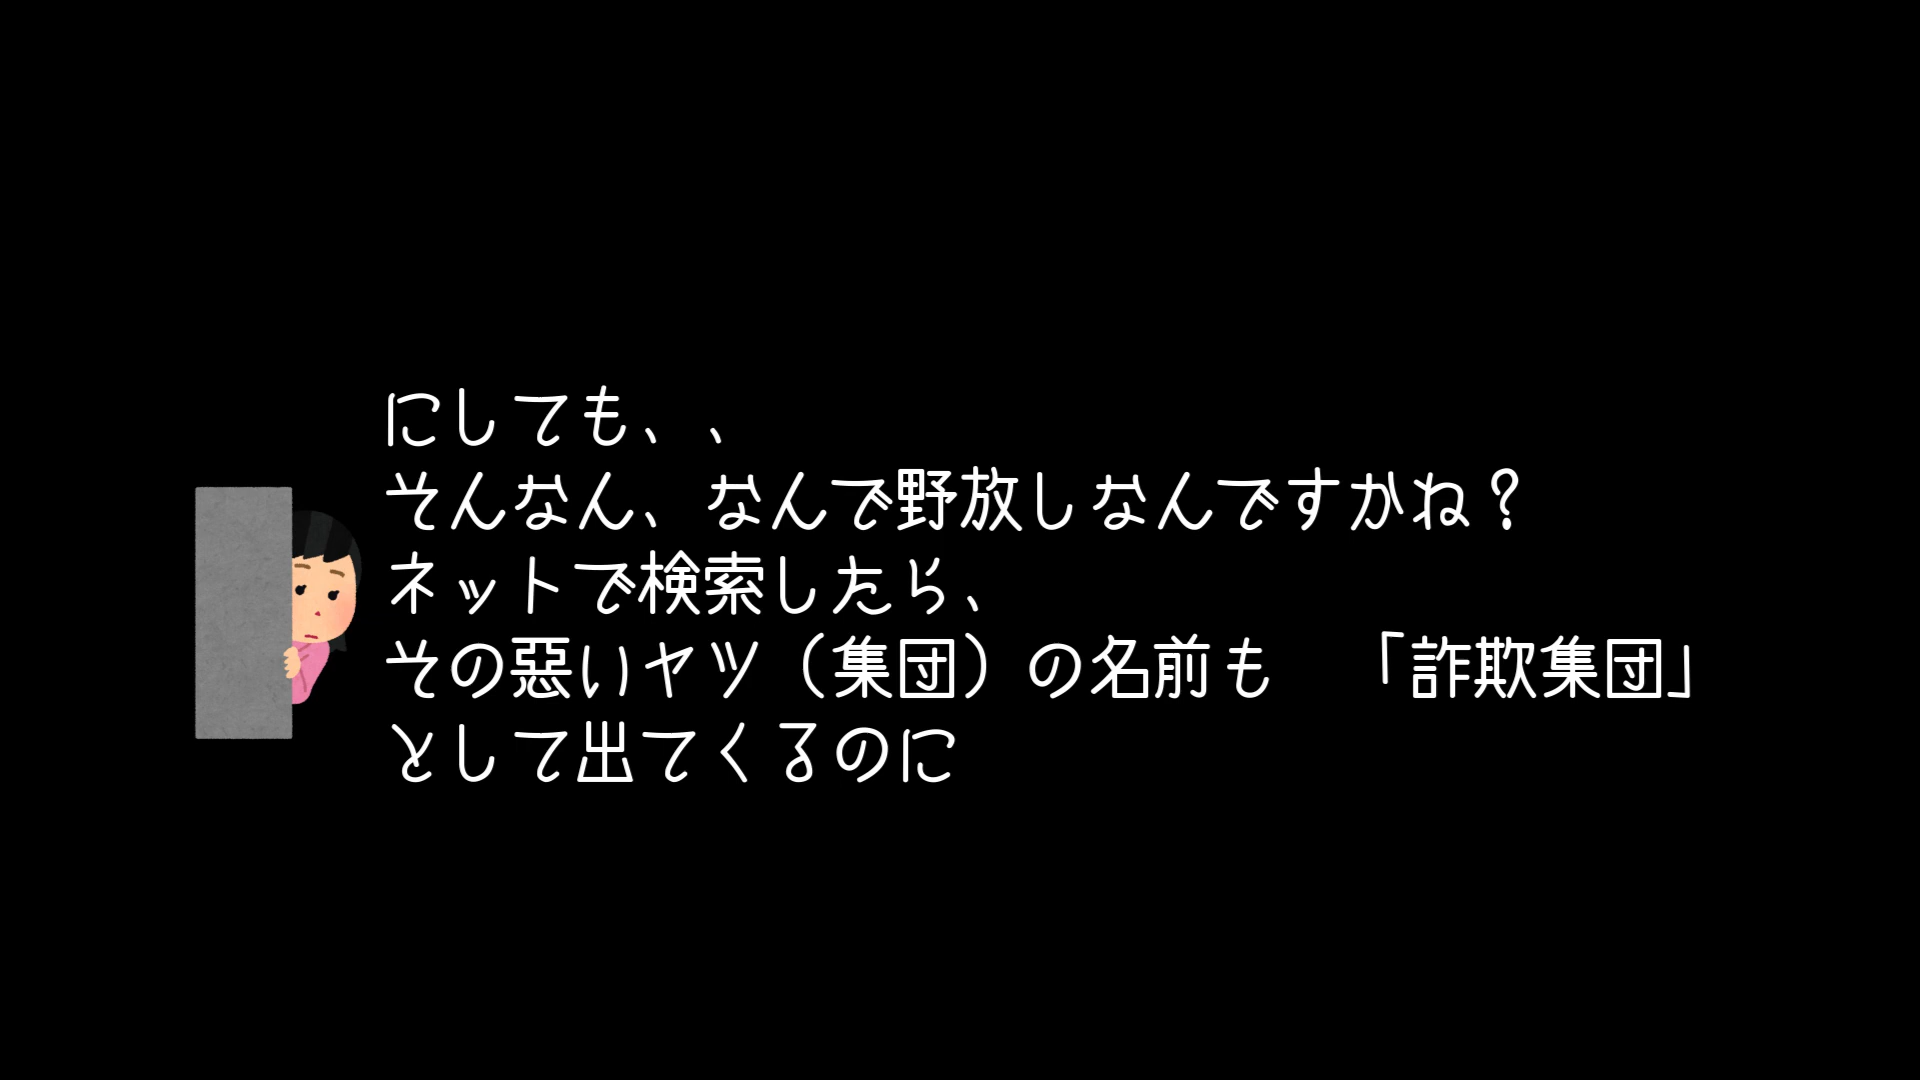 にしても、、
そんなん、なんで野放しなんですかね？
ネットで検索したら、
その惡いヤツ（集団）の名前も　「詐欺集団」
として出てくるのに